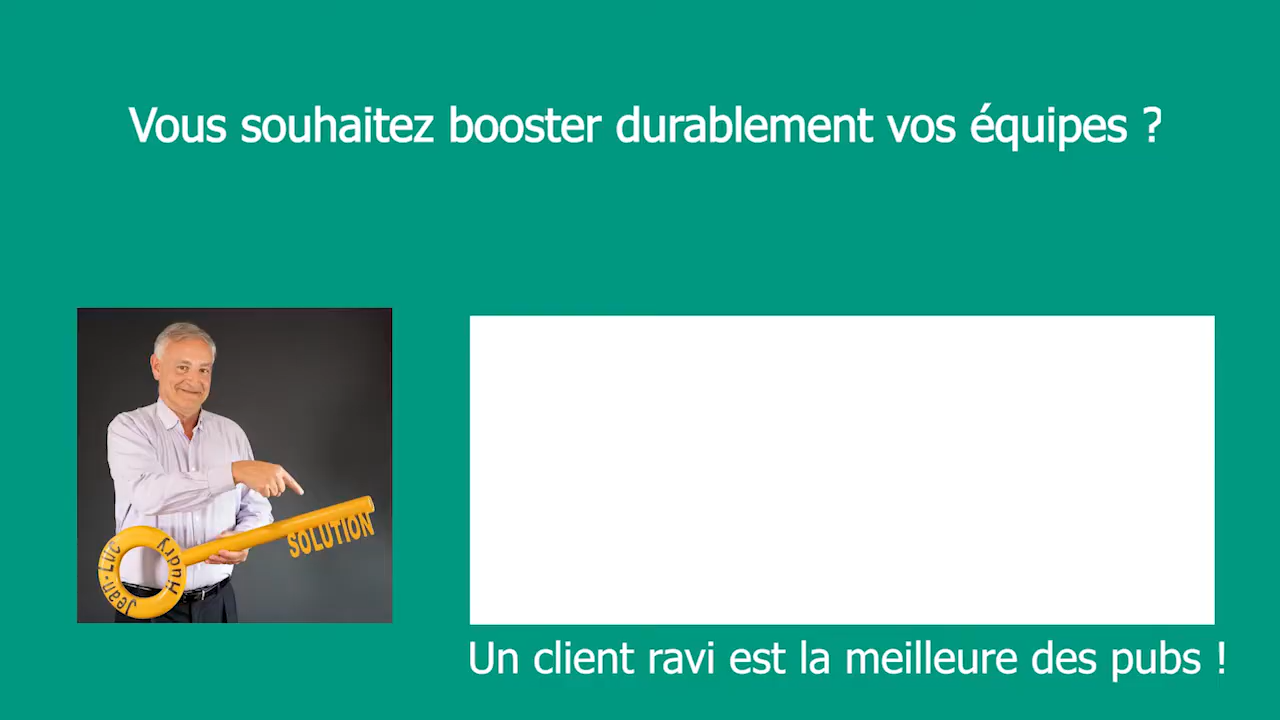 Vous souhaitez booster durablement vos équipes ?
SOLUTION
Jean-Luc Hudry
Un client ravi est la meilleure des pubs !